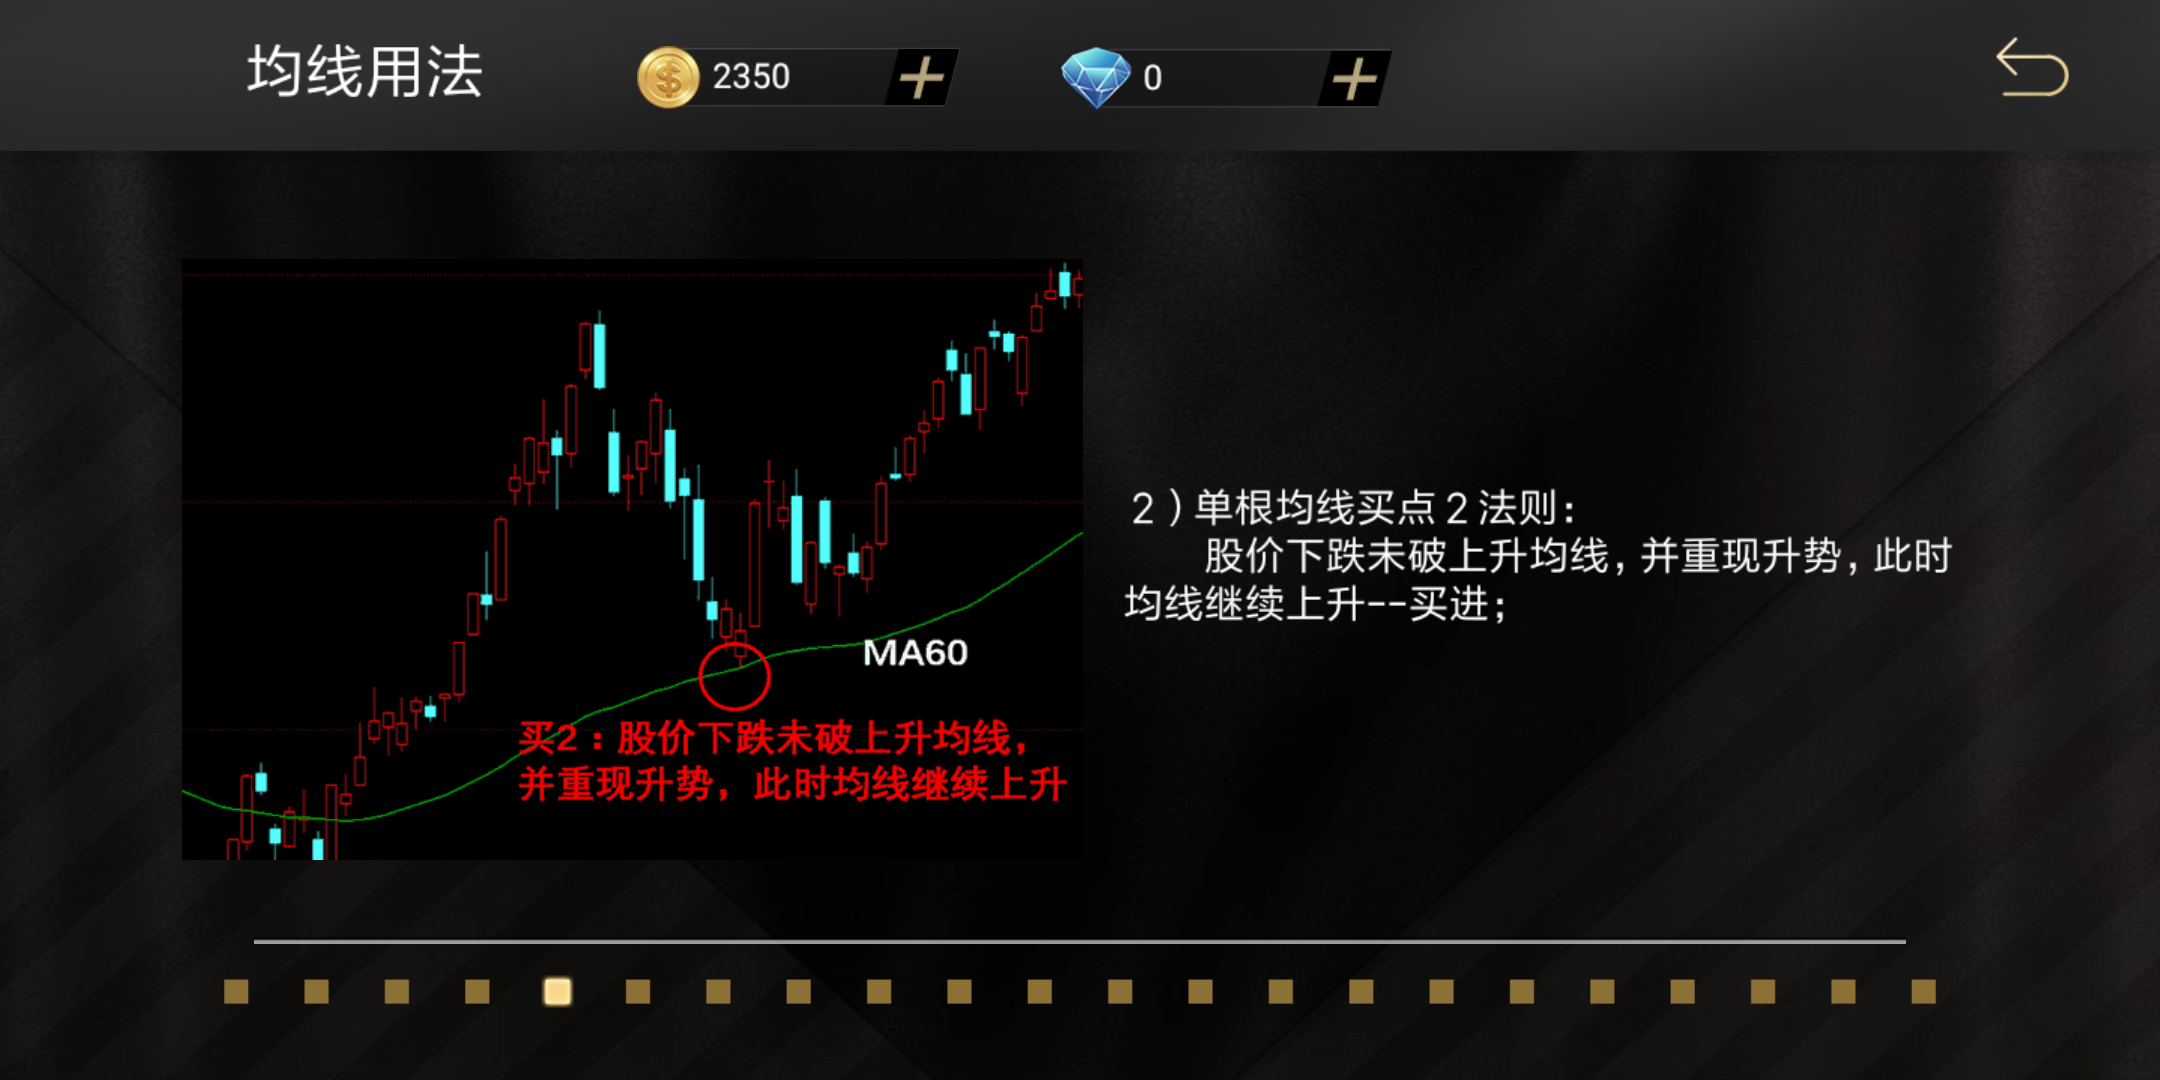 均线用法
2350
0
MA60
买2：股价下跌未破上升均线，
并重现升势，此时均线继续上升
2）单根均线买点2法则：
股价下跌未破上升均线，并重现升势，此时
均线继续上升--买进；